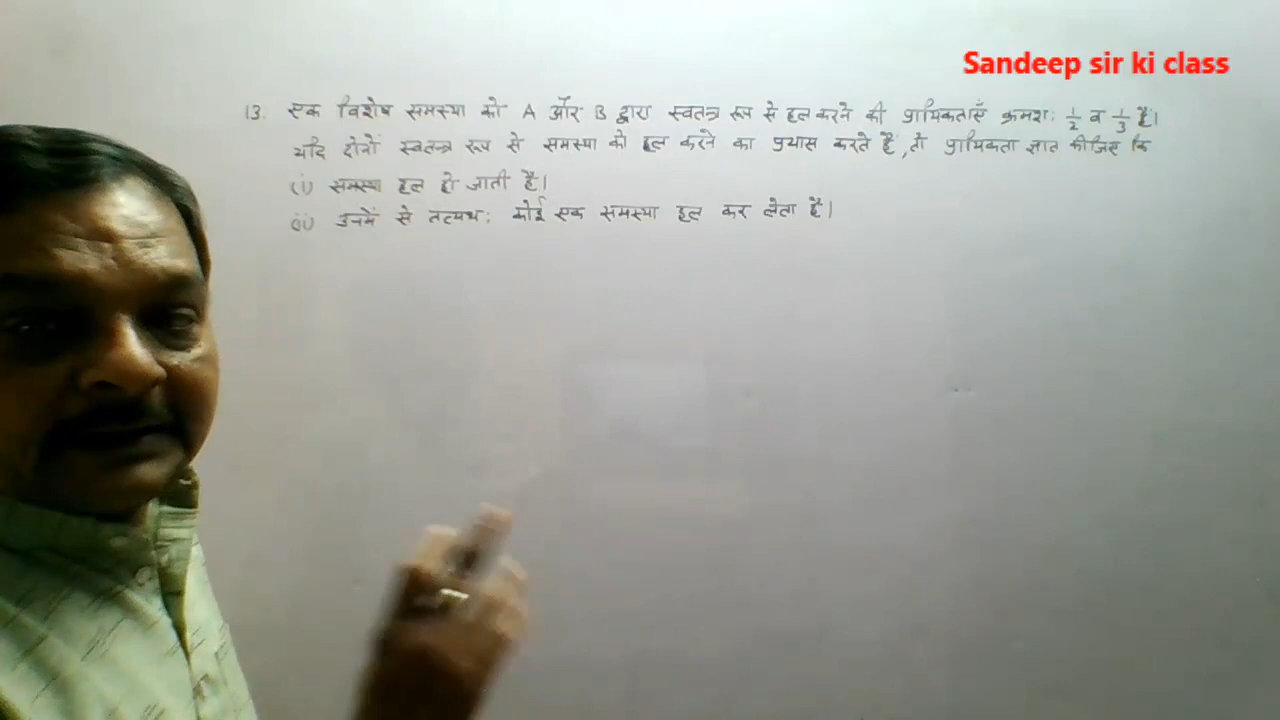 Sandeep sir ki class
13. एक विशेष समस्या को A और B द्वारा स्वतन्त्र रूप से हल करने की प्रायिकताएँ क्रमशः 1/2 व 1/3 हैं।
यदि दोनों स्वतन्त्र रूप से समस्या को हल करने का प्रयास करते हैं, तो प्रायिकता ज्ञात कीजिए कि
(i) समस्या हल हो जाती है।
(ii) उनमें से तथ्यतः कोई एक समस्या हल कर लेता है।